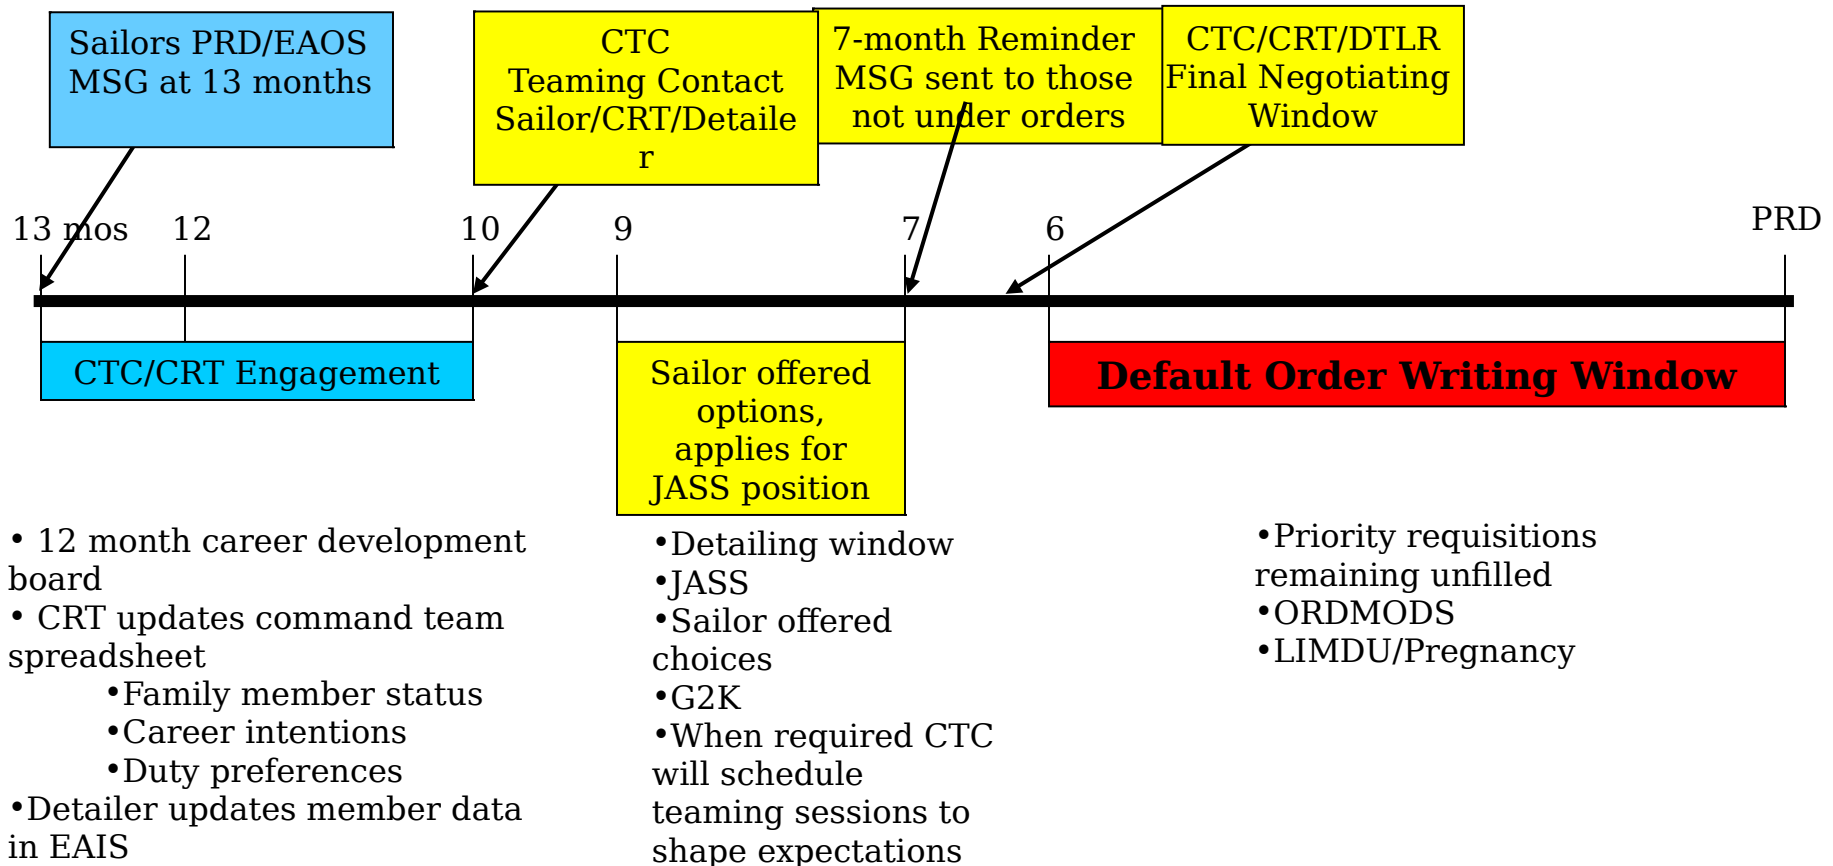 Sailors PRD/EAOS
MSG at 13 months
CTC
Teaming Contact
Sailor/CRT/Detaile
r
7-month Reminder
MSG sent to those
not under orders
CTC/CRT/DTLR
Final Negotiating
Window
13 mos
12
10
9
7
6
PRD
CTC/CRT Engagement
Sailor offered
options,
applies for
JASS position
Default Order Writing Window
• 12 month career development
board
• CRT updates command team
spreadsheet
•Family member status
•Career intentions
•Duty preferences
•Detailer updates member data
in EAIS
•Detailing window
•JASS
•Sailor offered
choices
•G2K
•When required CTC
will schedule
teaming sessions to
shape expectations
•Priority requisitions
remaining unfilled
•ORDMODS
•LIMDU/Pregnancy